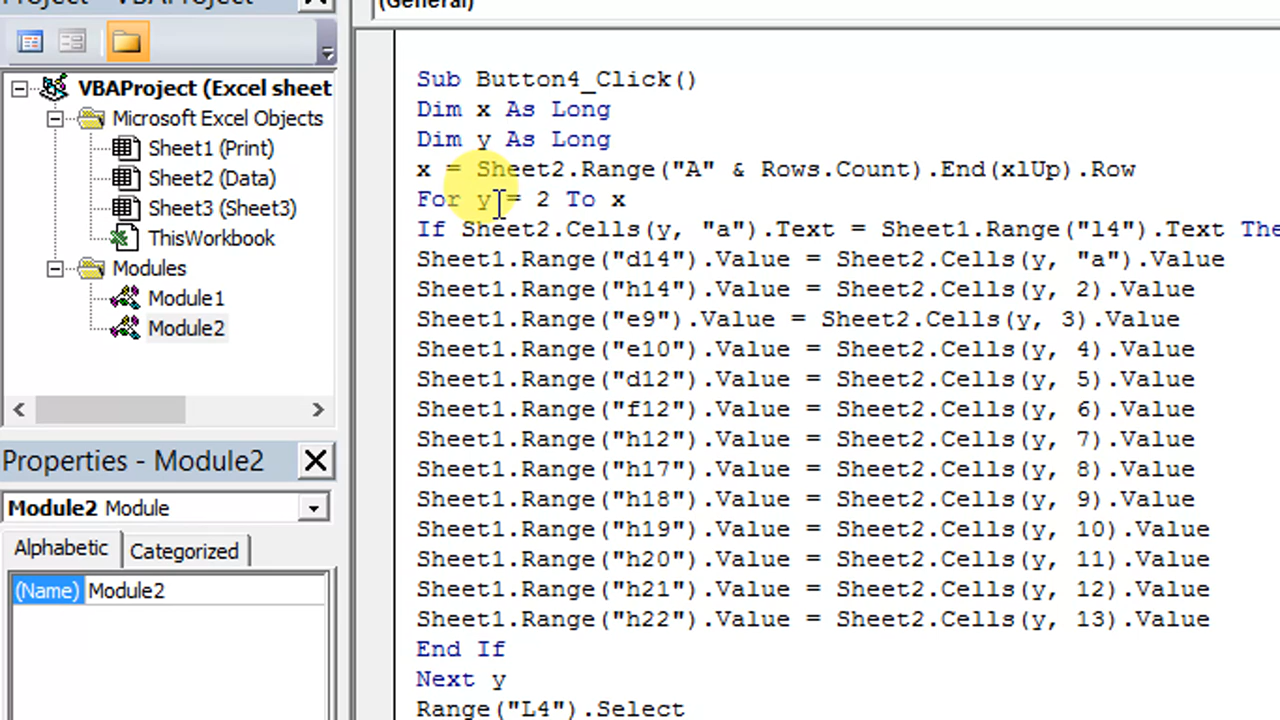 Project - VBAProject
VBAProject (Excel sheet
Microsoft Excel Objects
Sheet1 (Print)
Sheet2 (Data)
Sheet3 (Sheet3)
ThisWorkbook
Modules
Module1
Module2
Properties - Module2
Module2 Module
Alphabetic Categorized
(Name) Module2
(General)
Sub Button4_Click()
Dim x As Long
Dim y As Long
x = Sheet2.Range("A" & Rows.Count).End(xlUp).Row
For y = 2 To x
If Sheet2.Cells(y, "a").Text = Sheet1.Range("l4").Text The
Sheet1.Range("d14").Value = Sheet2.Cells(y, "a").Value
Sheet1.Range("h14").Value = Sheet2.Cells(y, 2).Value
Sheet1.Range("e9").Value = Sheet2.Cells(y, 3).Value
Sheet1.Range("e10").Value = Sheet2.Cells(y, 4).Value
Sheet1.Range("d12").Value = Sheet2.Cells(y, 5).Value
Sheet1.Range("f12").Value = Sheet2.Cells(y, 6).Value
Sheet1.Range("h12").Value = Sheet2.Cells(y, 7).Value
Sheet1.Range("h17").Value = Sheet2.Cells(y, 8).Value
Sheet1.Range("h18").Value = Sheet2.Cells(y, 9).Value
Sheet1.Range("h19").Value = Sheet2.Cells(y, 10).Value
Sheet1.Range("h20").Value = Sheet2.Cells(y, 11).Value
Sheet1.Range("h21").Value = Sheet2.Cells(y, 12).Value
Sheet1.Range("h22").Value = Sheet2.Cells(y, 13).Value
End If
Next y
Range("L4").Select